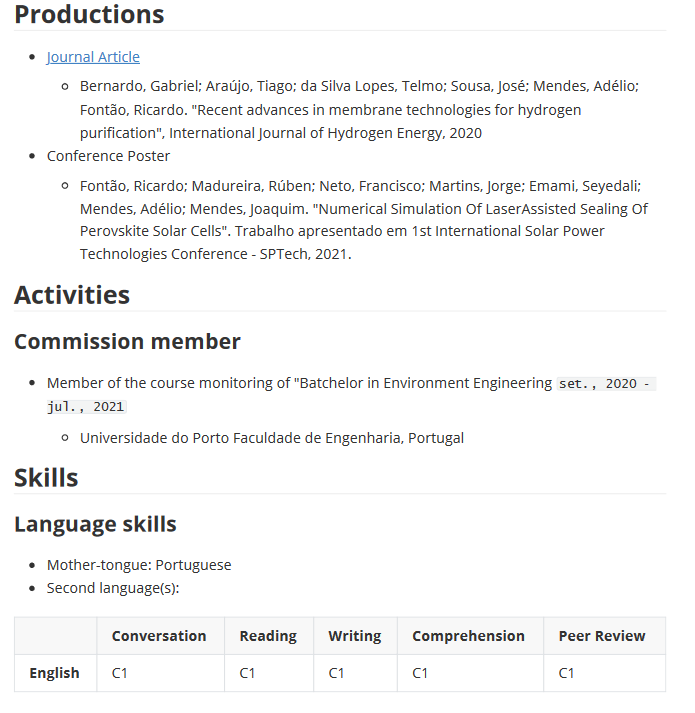 Productions
Journal Article
Bernardo, Gabriel; Araújo, Tiago; da Silva Lopes, Telmo; Sousa, José; Mendes, Adélio;
Fontão, Ricardo. "Recent advances in membrane technologies for hydrogen
purification", International Journal of Hydrogen Energy, 2020
Conference Poster
Fontão, Ricardo; Madureira, Rúben; Neto, Francisco; Martins, Jorge; Emami, Seyedali;
Mendes, Adélio; Mendes, Joaquim. "Numerical Simulation Of LaserAssisted Sealing Of
Perovskite Solar Cells". Trabalho apresentado em 1st International Solar Power
Technologies Conference - SPTech, 2021.
Activities
Commission member
Member of the course monitoring of "Batchelor in Environment Engineering set., 2020 -
jul., 2021
Universidade do Porto Faculdade de Engenharia, Portugal
Skills
Language skills
Mother-tongue: Portuguese
Second language(s):
Conversation Reading Writing Comprehension Peer Review
English C1 C1 C1 C1 C1